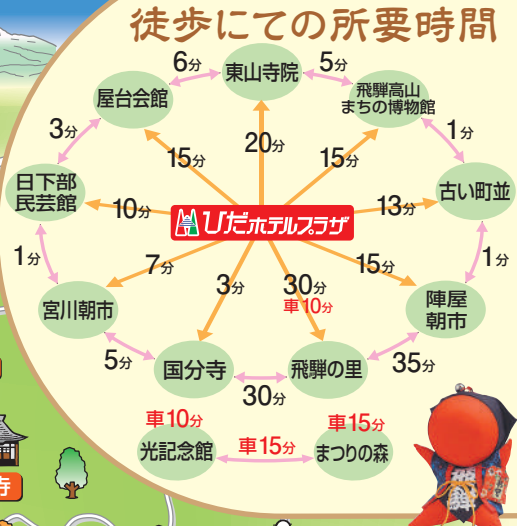 徒歩にての所要時間
6分
東山寺院
5分
屋台会館
飛騨高山
まちの博物館
3分
15分
20分
15分
1分
日下部
民芸館
10分
ひだホテルプラザ
13分
古い町並
1分
7分
3分
30分
車10分
15分
1分
宮川朝市
陣屋
朝市
5分
国分寺
30分
飛騨の里
35分
車10分
光記念館
車15分
車15分
まつりの森
寺
飛騨